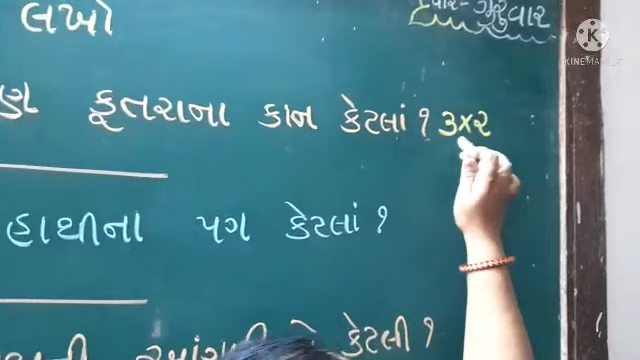 વાર- ગુરુવાર
લખો
કૂતરાના કાન કેટલાં ? ૩×૨
હાથીના પગ કેટલાં ?
કેટલી ?
K
KINEMASTER